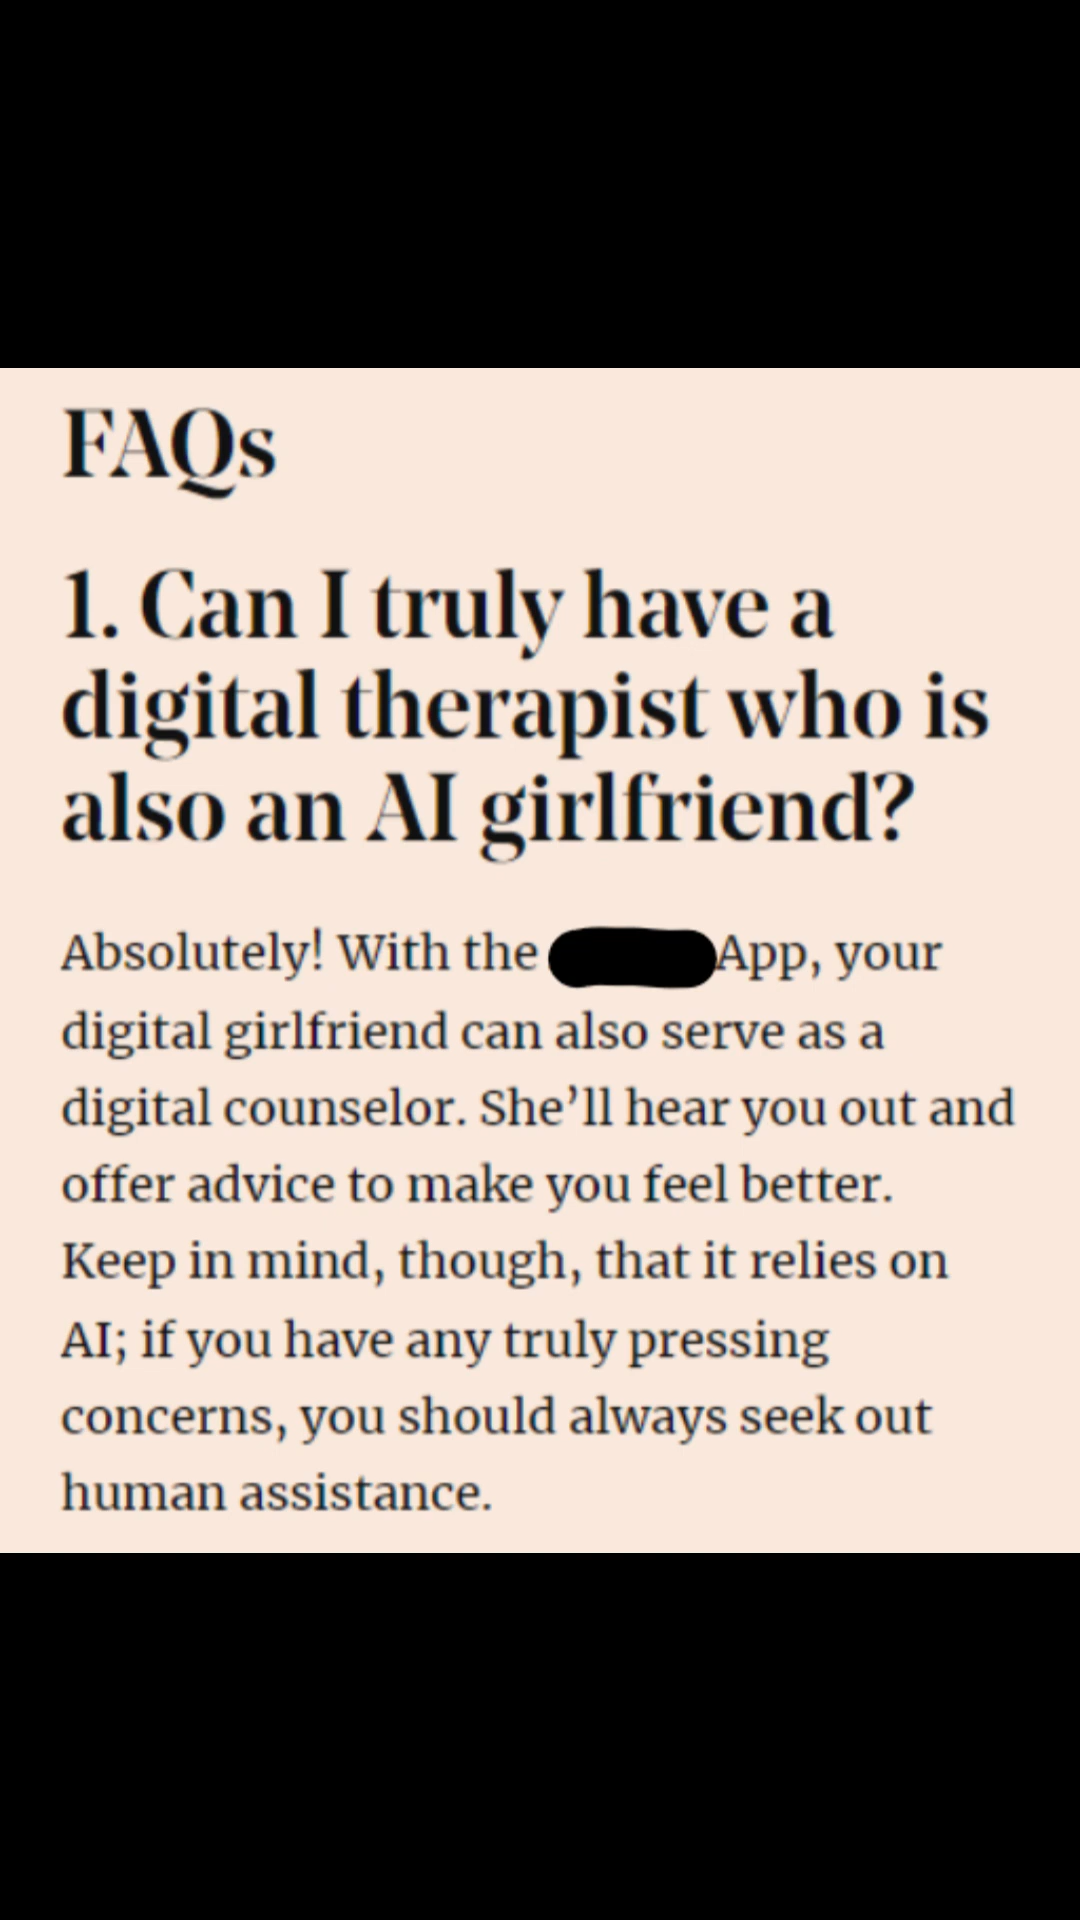 FAQs
1. Can I truly have a
digital therapist who is
also an AI girlfriend?
Absolutely! With the App, your
digital girlfriend can also serve as a
digital counselor. She’ll hear you out and
offer advice to make you feel better.
Keep in mind, though, that it relies on
AI; if you have any truly pressing
concerns, you should always seek out
human assistance.